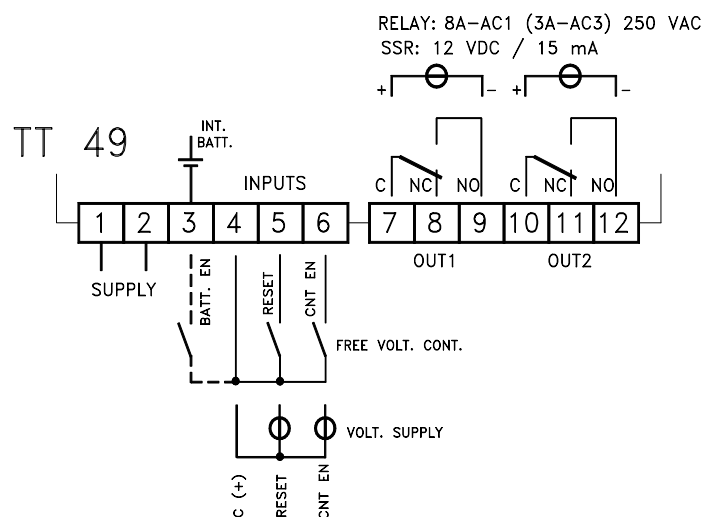 RELAY: 8A-AC1 (3A-AC3) 250 VAC
SSR: 12 VDC / 15 mA
+ - + -
TT 49
INT.
BATT.
INPUTS
C NC NO C NC NO
1 2 3 4 5 6 7 8 9 10 11 12
SUPPLY
OUT1 OUT2
BATT. EN
RESET
CNT EN
FREE VOLT. CONT.
VOLT. SUPPLY
C (+)
RESET
CNT EN